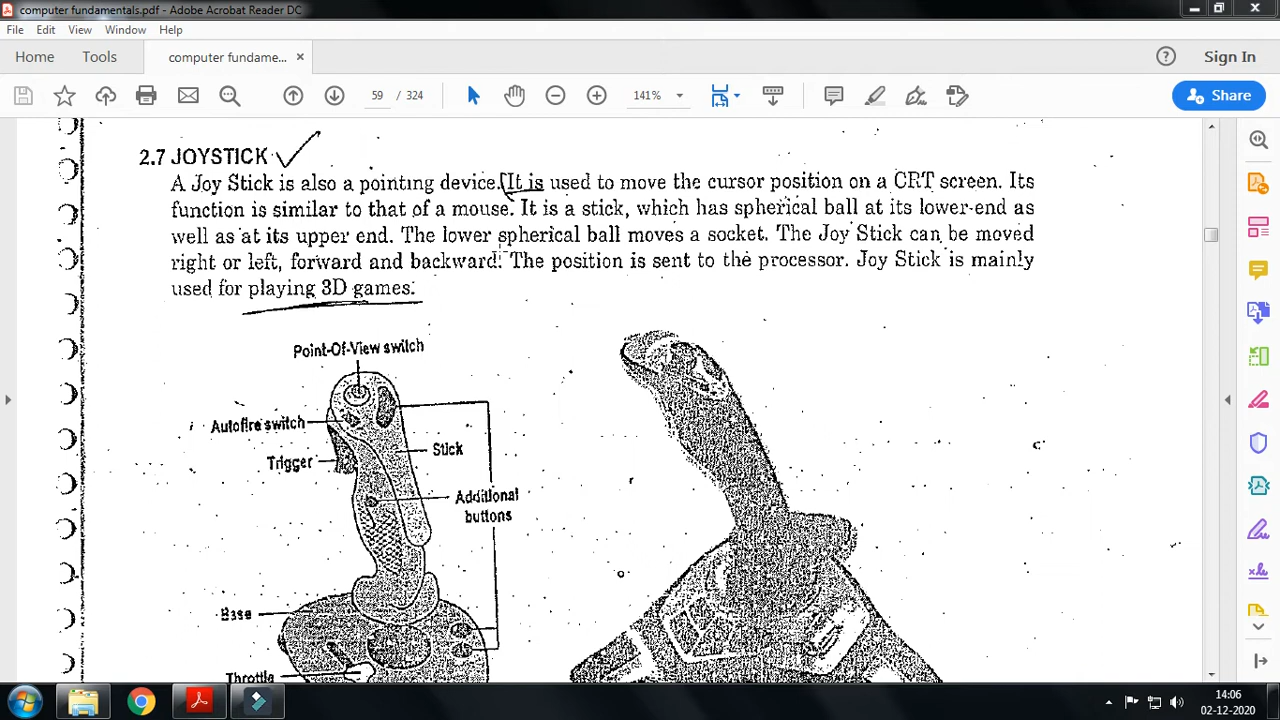 computer fundamentals.pdf - Adobe Acrobat Reader DC
File Edit View Window Help
Home Tools computer fundame... × Sign In
59 / 324 141% Share
2.7 JOYSTICK
A Joy Stick is also a pointing device. It is used to move the cursor position on a CRT screen. Its
function is similar to that of a mouse. It is a stick, which has spherical ball at its lower-end as
well as at its upper end. The lower spherical ball moves a socket. The Joy Stick can be moved
right or left, forward and backward. The position is sent to the processor. Joy Stick is mainly
used for playing 3D games.
Point-Of-View switch
Autofire switch
Stick
Trigger
Additional
buttons
Base
Throttle
14:06
02-12-2020